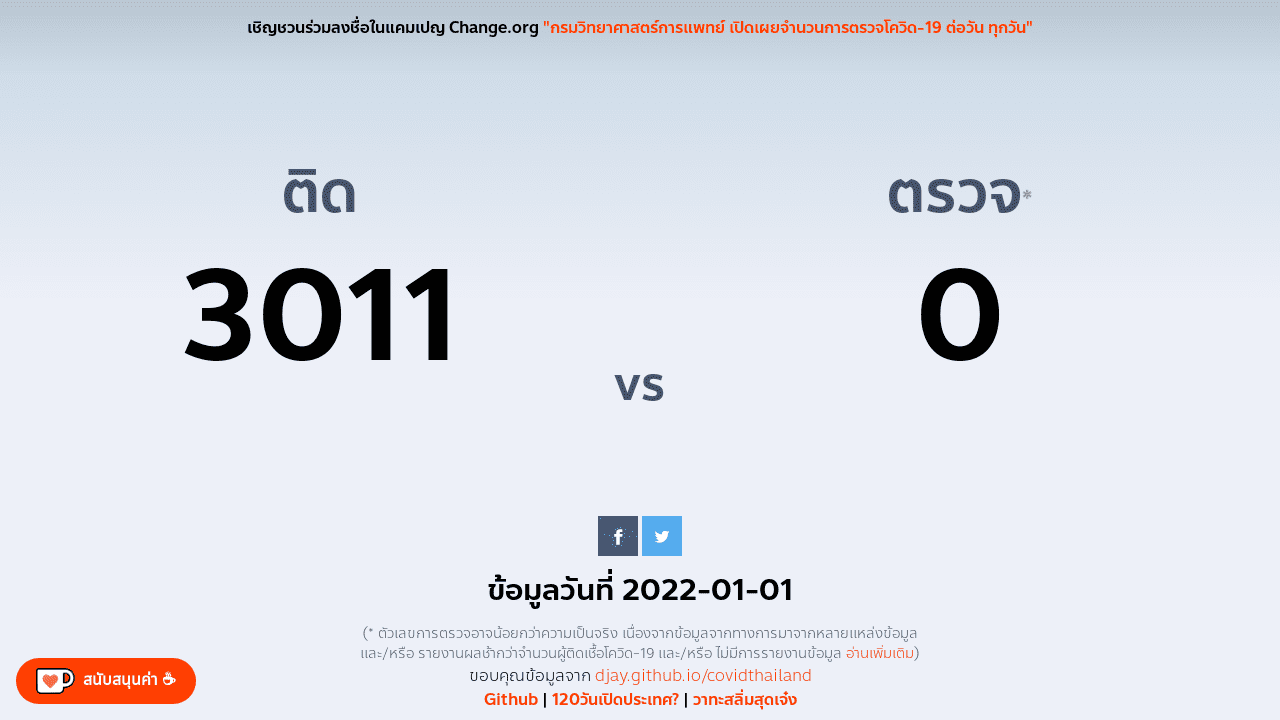 เชิญชวนร่วมลงชื่อในแคมเปญ Change.org "กรมวิทยาศาสตร์การแพทย์ เปิดเผยจำนวนการตรวจโควิด-19 ต่อวัน ทุกวัน"
ติด
3011
vs
ตรวจ*
0
ข้อมูลวันที่ 2022-01-01
(* ตัวเลขการตรวจอาจน้อยกว่าความเป็นจริง เนื่องจากข้อมูลจากทางการมาจากหลายแหล่งข้อมูล
และ/หรือ รายงานผลช้ากว่าจำนวนผู้ติดเชื้อโควิด-19 และ/หรือ ไม่มีการรายงานข้อมูล อ่านเพิ่มเติม)
ขอบคุณข้อมูลจาก djay.github.io/covidthailand
Github | 120วันเปิดประเทศ? | วาทะสลิ่มสุดเจ๋ง
สนับสนุนค่า